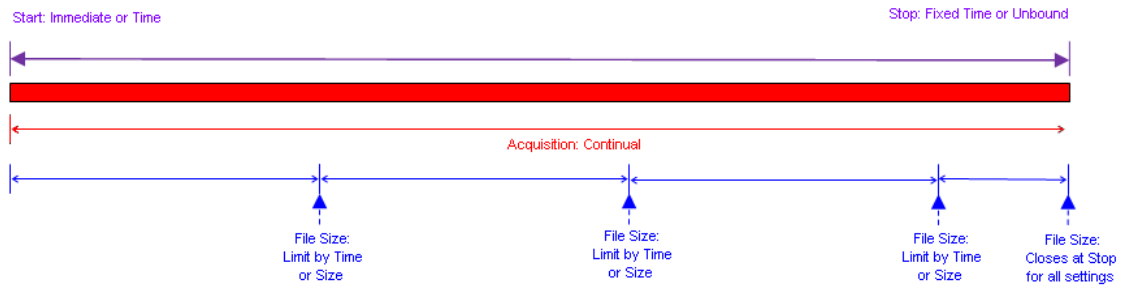 Start: Immediate or Time
Stop: Fixed Time or Unbound
Acquisition: Continual
File Size:
Limit by Time
or Size
File Size:
Limit by Time
or Size
File Size:
Limit by Time
or Size
File Size:
Closes at Stop
for all settings